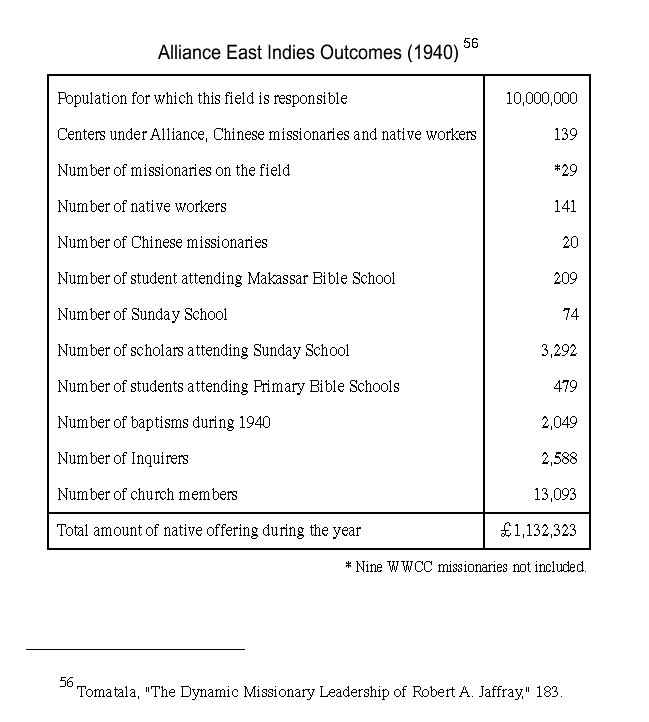 Alliance East Indies Outcomes (1940) 56
Population for which this field is responsible 10,000,000
Centers under Alliance, Chinese missionaries and native workers 139
Number of missionaries on the field *29
Number of native workers 141
Number of Chinese missionaries 20
Number of student attending Makassar Bible School 209
Number of Sunday School 74
Number of scholars attending Sunday School 3,292
Number of students attending Primary Bible Schools 479
Number of baptisms during 1940 2,049
Number of Inquirers 2,588
Number of church members 13,093
Total amount of native offering during the year £1,132,323
* Nine WWCC missionaries not included.
56 Tomatala, "The Dynamic Missionary Leadership of Robert A. Jaffray," 183.